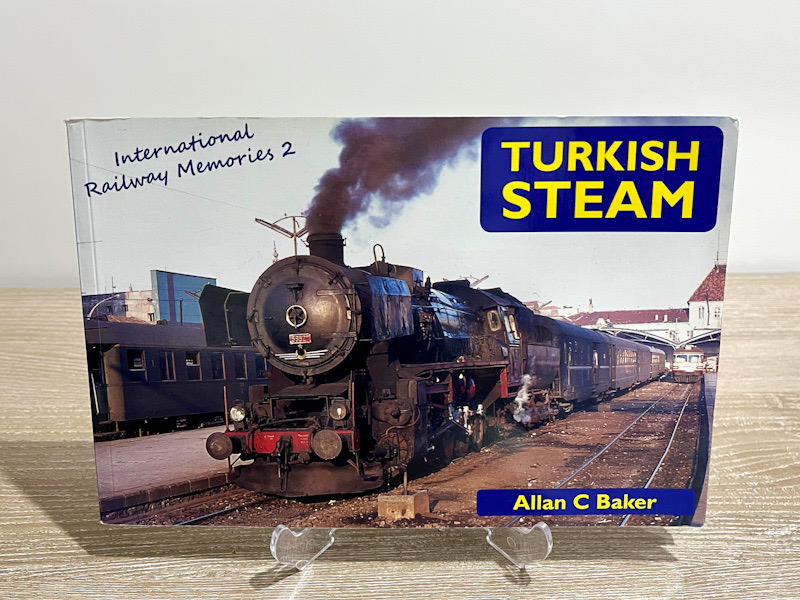 International
Railway Memories 2
TURKISH
STEAM
Allan C Baker